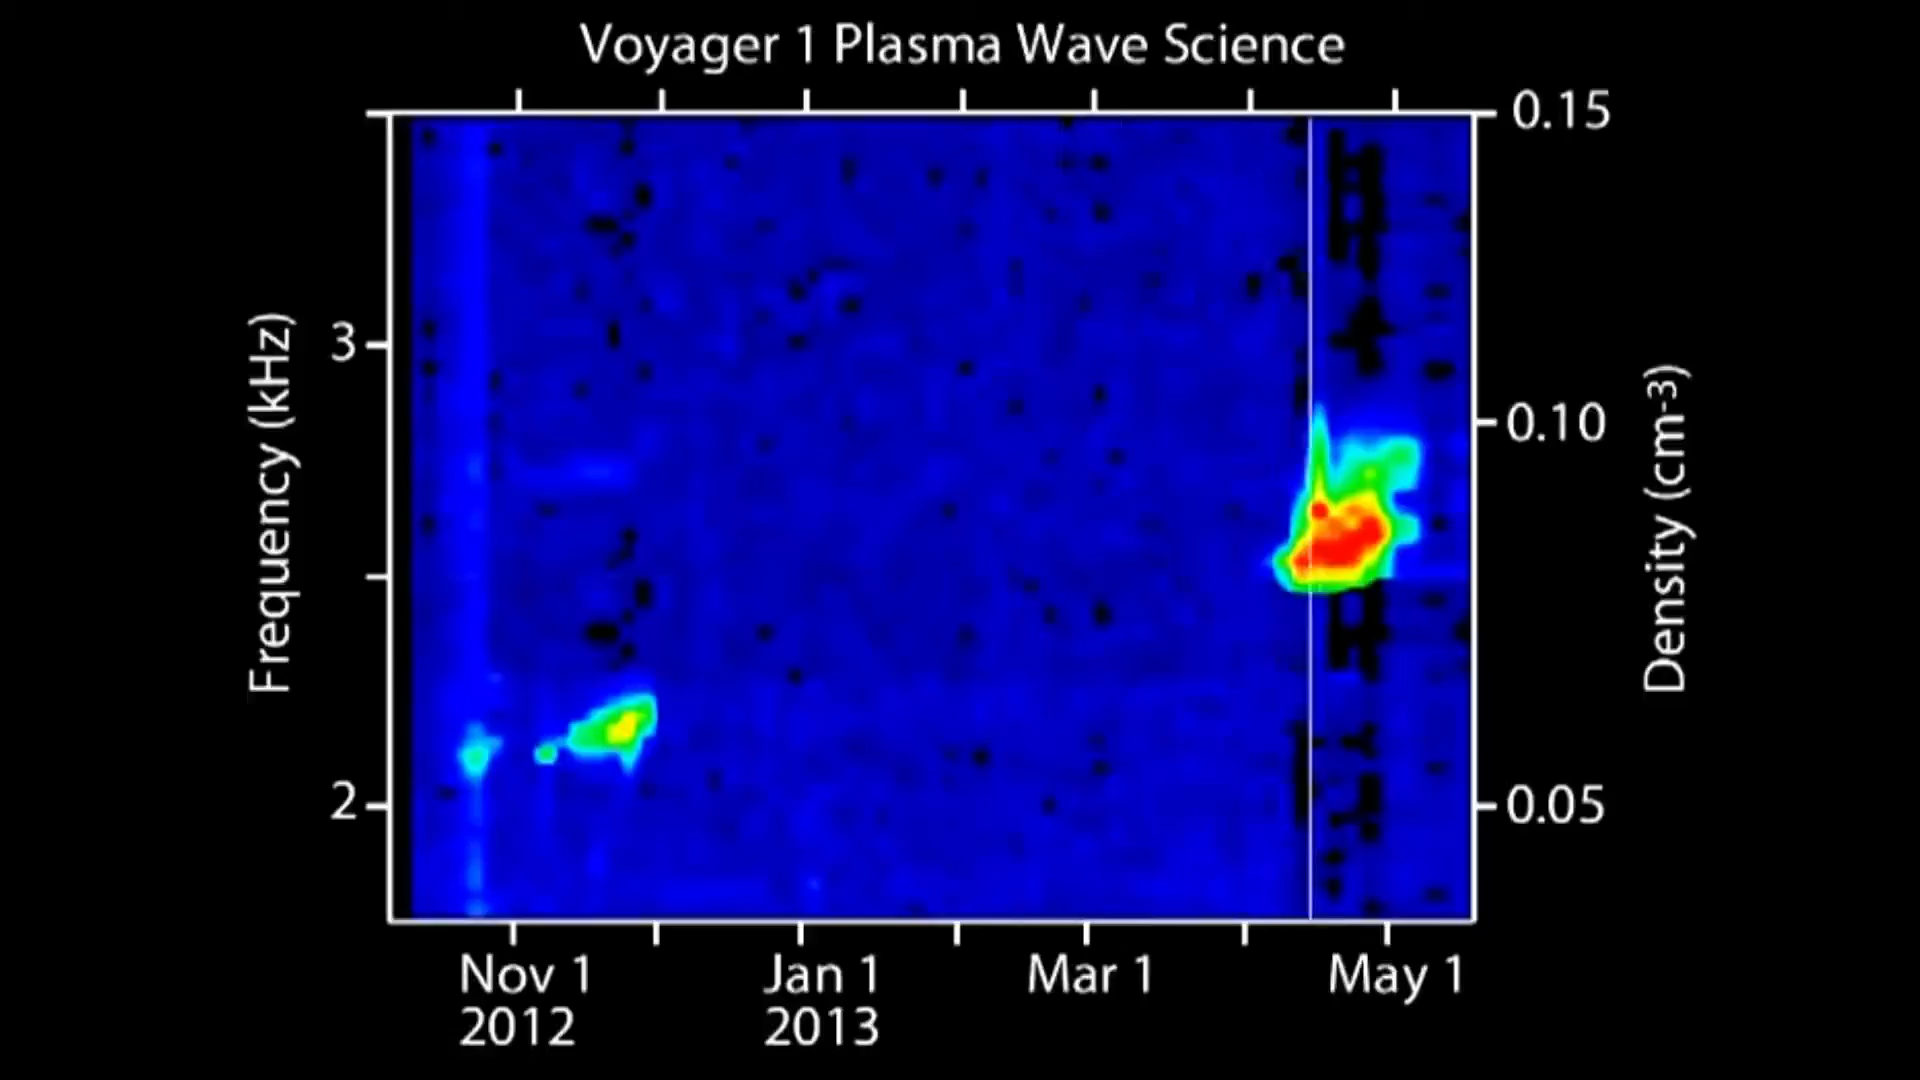 Voyager 1 Plasma Wave Science
0.15
3
0.10
2
0.05
Frequency (kHz)
Density (cm-3)
Nov 1
2012
Jan 1
2013
Mar 1
May 1